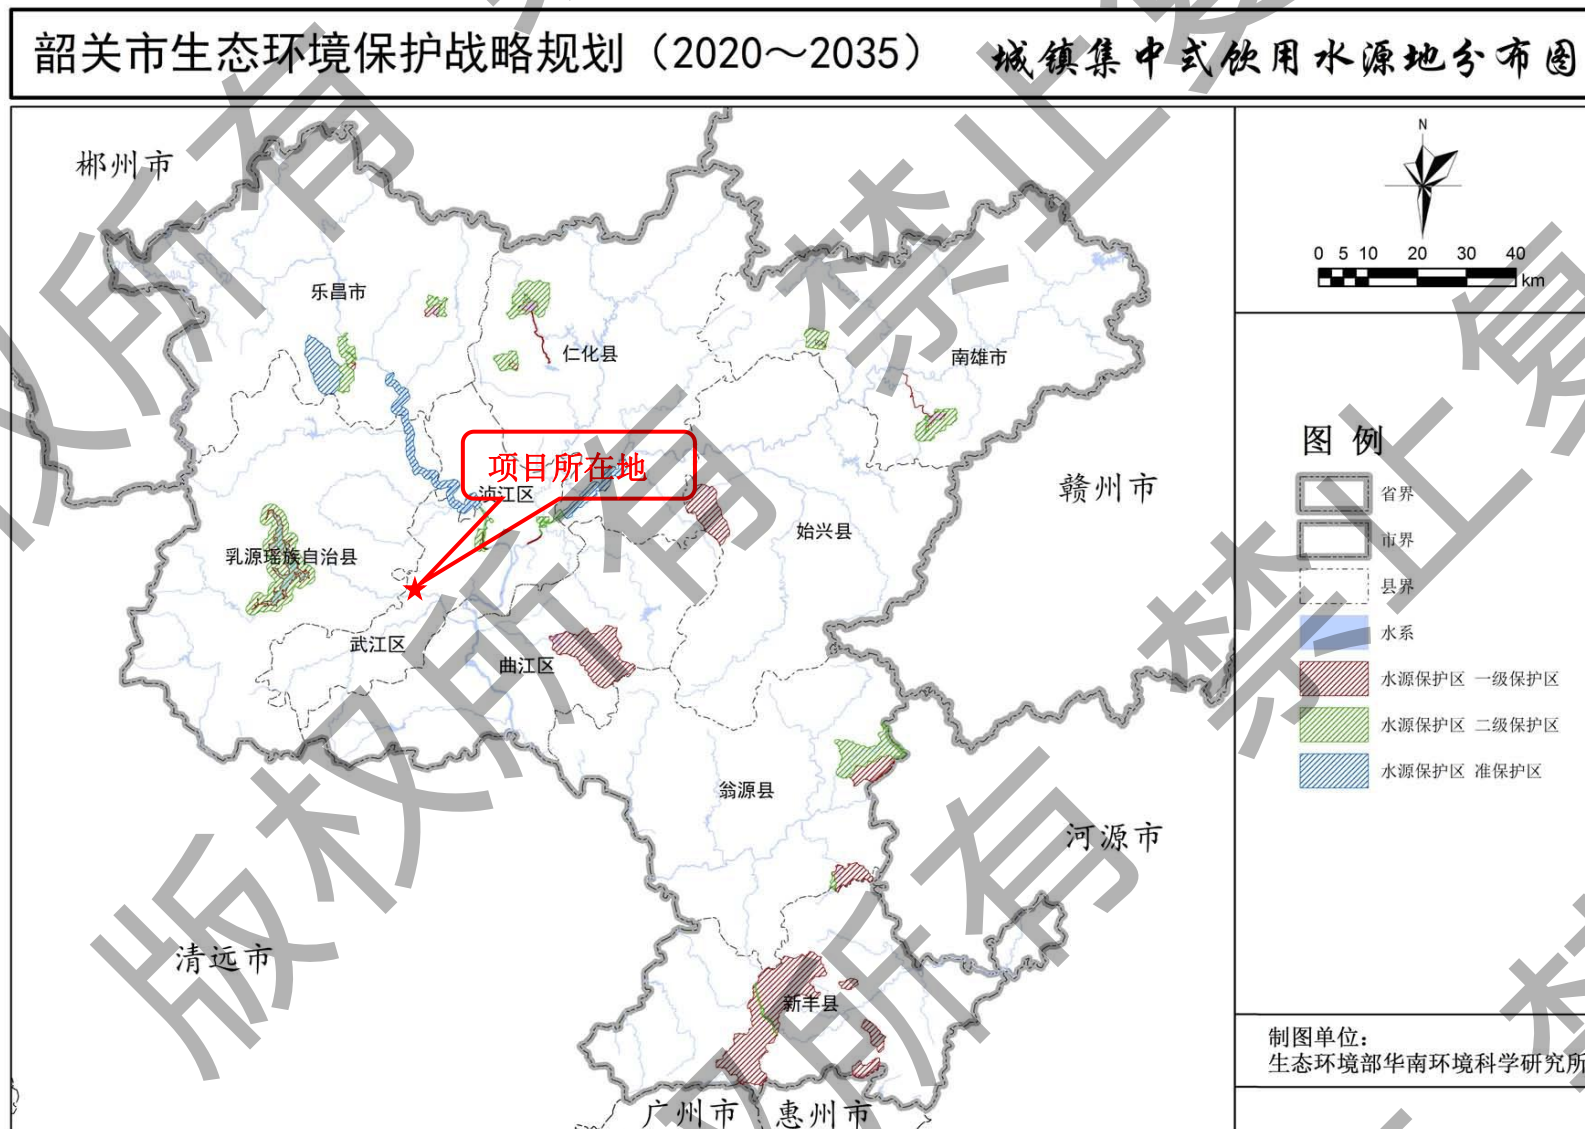 韶关市生态环境保护战略规划（2020～2035） 城镇集中式饮用水源地分布图
郴州市
N
0 5 10 20 30 40
km
乐昌市
仁化县
南雄市
图 例
项目所在地
浈江区
赣州市
省界
始兴县
市界
乳源瑶族自治县
县界
武江区
水系
曲江区
水源保护区 一级保护区
水源保护区 二级保护区
水源保护区 准保护区
翁源县
河源市
清远市
新丰县
制图单位：
生态环境部华南环境科学研究所
广州市
惠州市
版权所有 禁止复
版权所有 禁止复